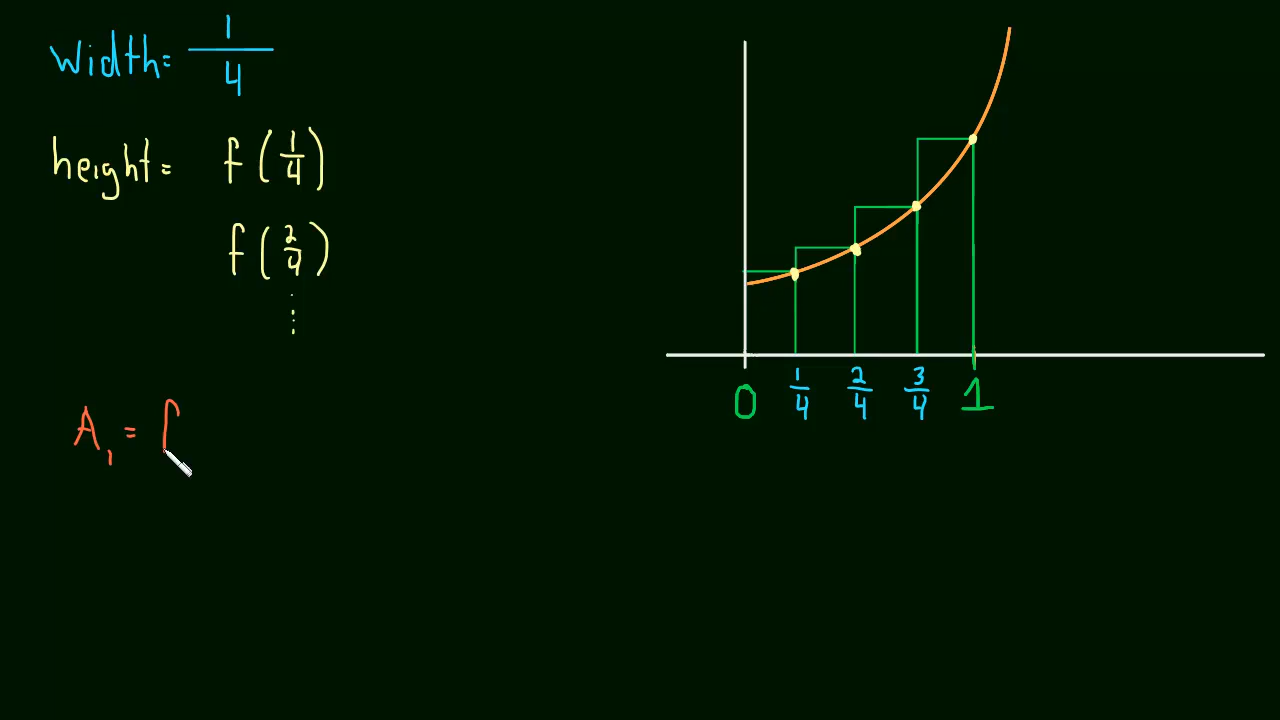 width = 1/4
height = f(1/4)
f(2/4)
⋮
A₁ = f
0 1/4 2/4 3/4 1